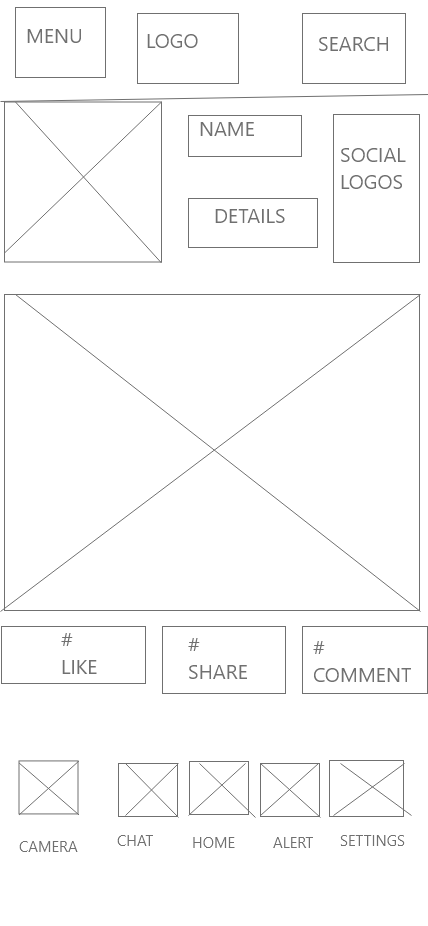 MENU
LOGO
SEARCH
NAME
SOCIAL
LOGOS
DETAILS
#
LIKE
#
SHARE
#
COMMENT
CAMERA
CHAT
HOME
ALERT
SETTINGS